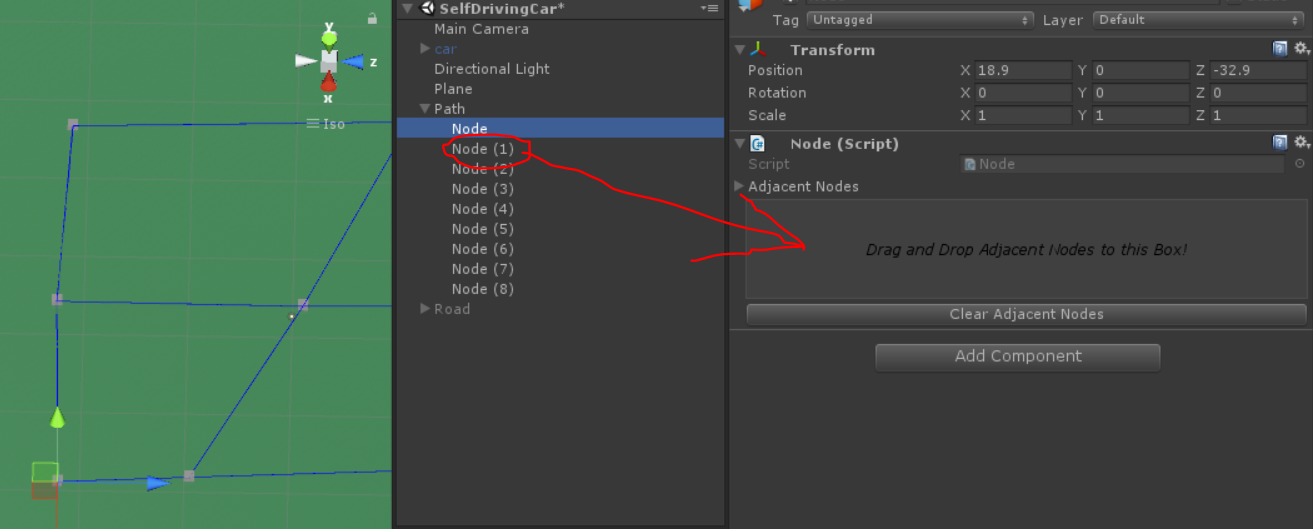 y
z
x
Iso
SelfDrivingCar*
Main Camera
car
Directional Light
Plane
Path
Node
Node (1)
Node (2)
Node (3)
Node (4)
Node (5)
Node (6)
Node (7)
Node (8)
Road
Tag Untagged Layer Default
Transform
Position X 18.9 Y 0 Z -32.9
Rotation X 0 Y 0 Z 0
Scale X 1 Y 1 Z 1
Node (Script)
Script Node
Adjacent Nodes
Drag and Drop Adjacent Nodes to this Box!
Clear Adjacent Nodes
Add Component